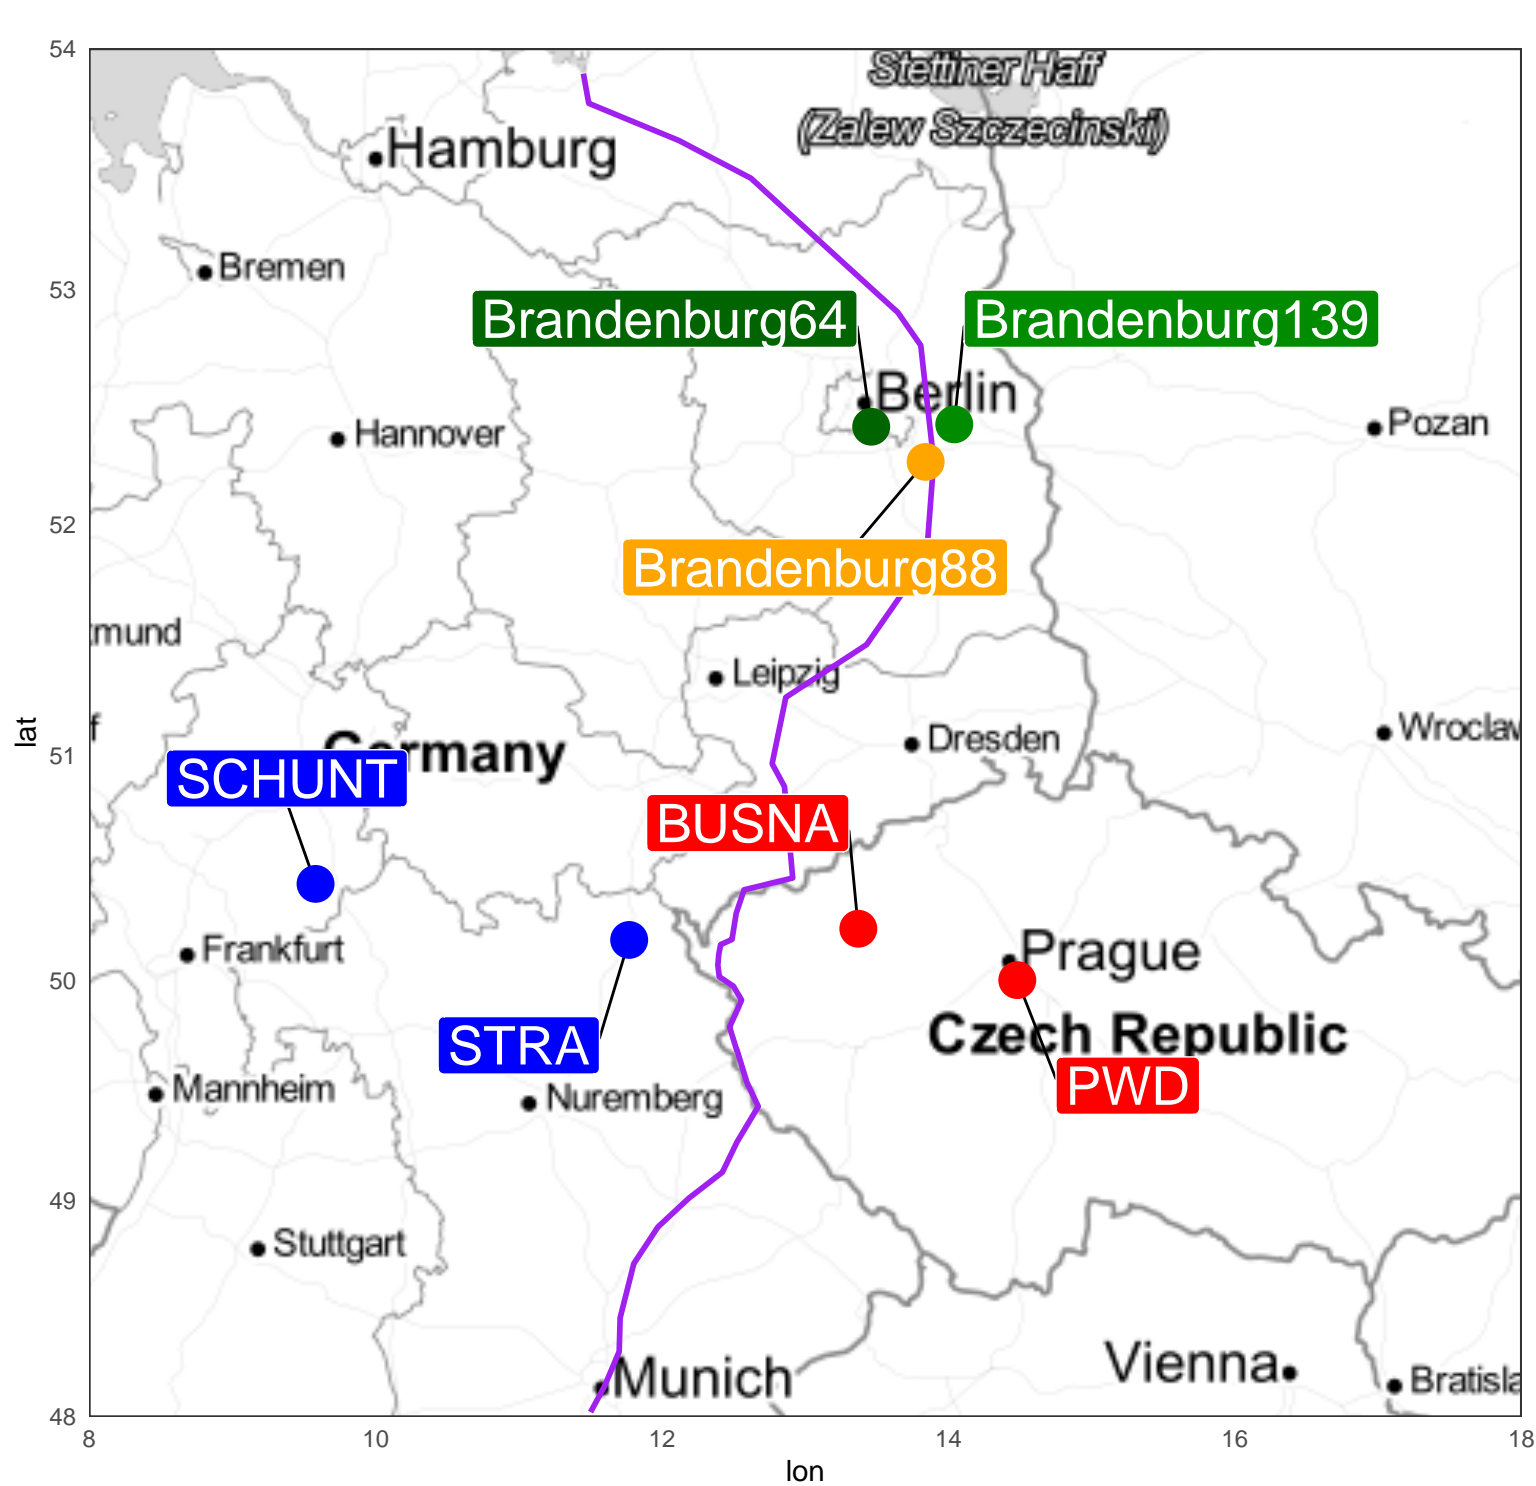 54
Stettiner Haff
(Zalew Szczecinski)
Hamburg
Bremen
53
Brandenburg64
Brandenburg139
Berlin
Pozan
Hannover
52
Brandenburg88
tmund
Leipzig
f
Wroclaw
Dresden
51
Germany
SCHUNT
BUSNA
Frankfurt
Prague
50
Czech Republic
STRA
PWD
Mannheim
Nuremberg
49
Stuttgart
Munich
Vienna
Bratisla
48
8
10
12
14
16
18
lon
lat